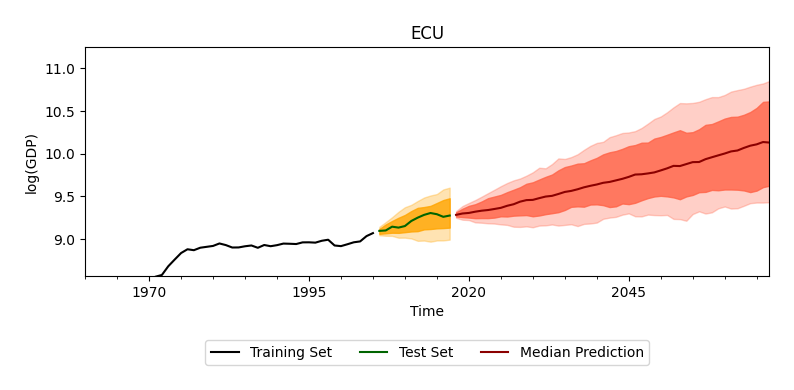 ECU
11.0
10.5
10.0
9.5
9.0
log(GDP)
1970 1995 2020 2045
Time
Training Set Test Set Median Prediction